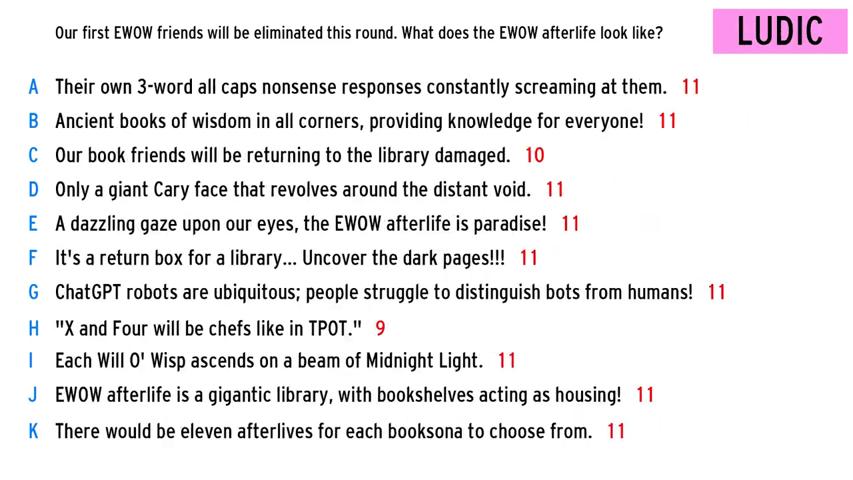 Our first EWOW friends will be eliminated this round. What does the EWOW afterlife look like?
LUDIC
A Their own 3-word all caps nonsense responses constantly screaming at them. 11
B Ancient books of wisdom in all corners, providing knowledge for everyone! 11
C Our book friends will be returning to the library damaged. 10
D Only a giant Cary face that revolves around the distant void. 11
E A dazzling gaze upon our eyes, the EWOW afterlife is paradise! 11
F It's a return box for a library... Uncover the dark pages!!! 11
G ChatGPT robots are ubiquitous; people struggle to distinguish bots from humans! 11
H "X and Four will be chefs like in TPOT." 9
I Each Will O' Wisp ascends on a beam of Midnight Light. 11
J EWOW afterlife is a gigantic library, with bookshelves acting as housing! 11
K There would be eleven afterlives for each booksona to choose from. 11